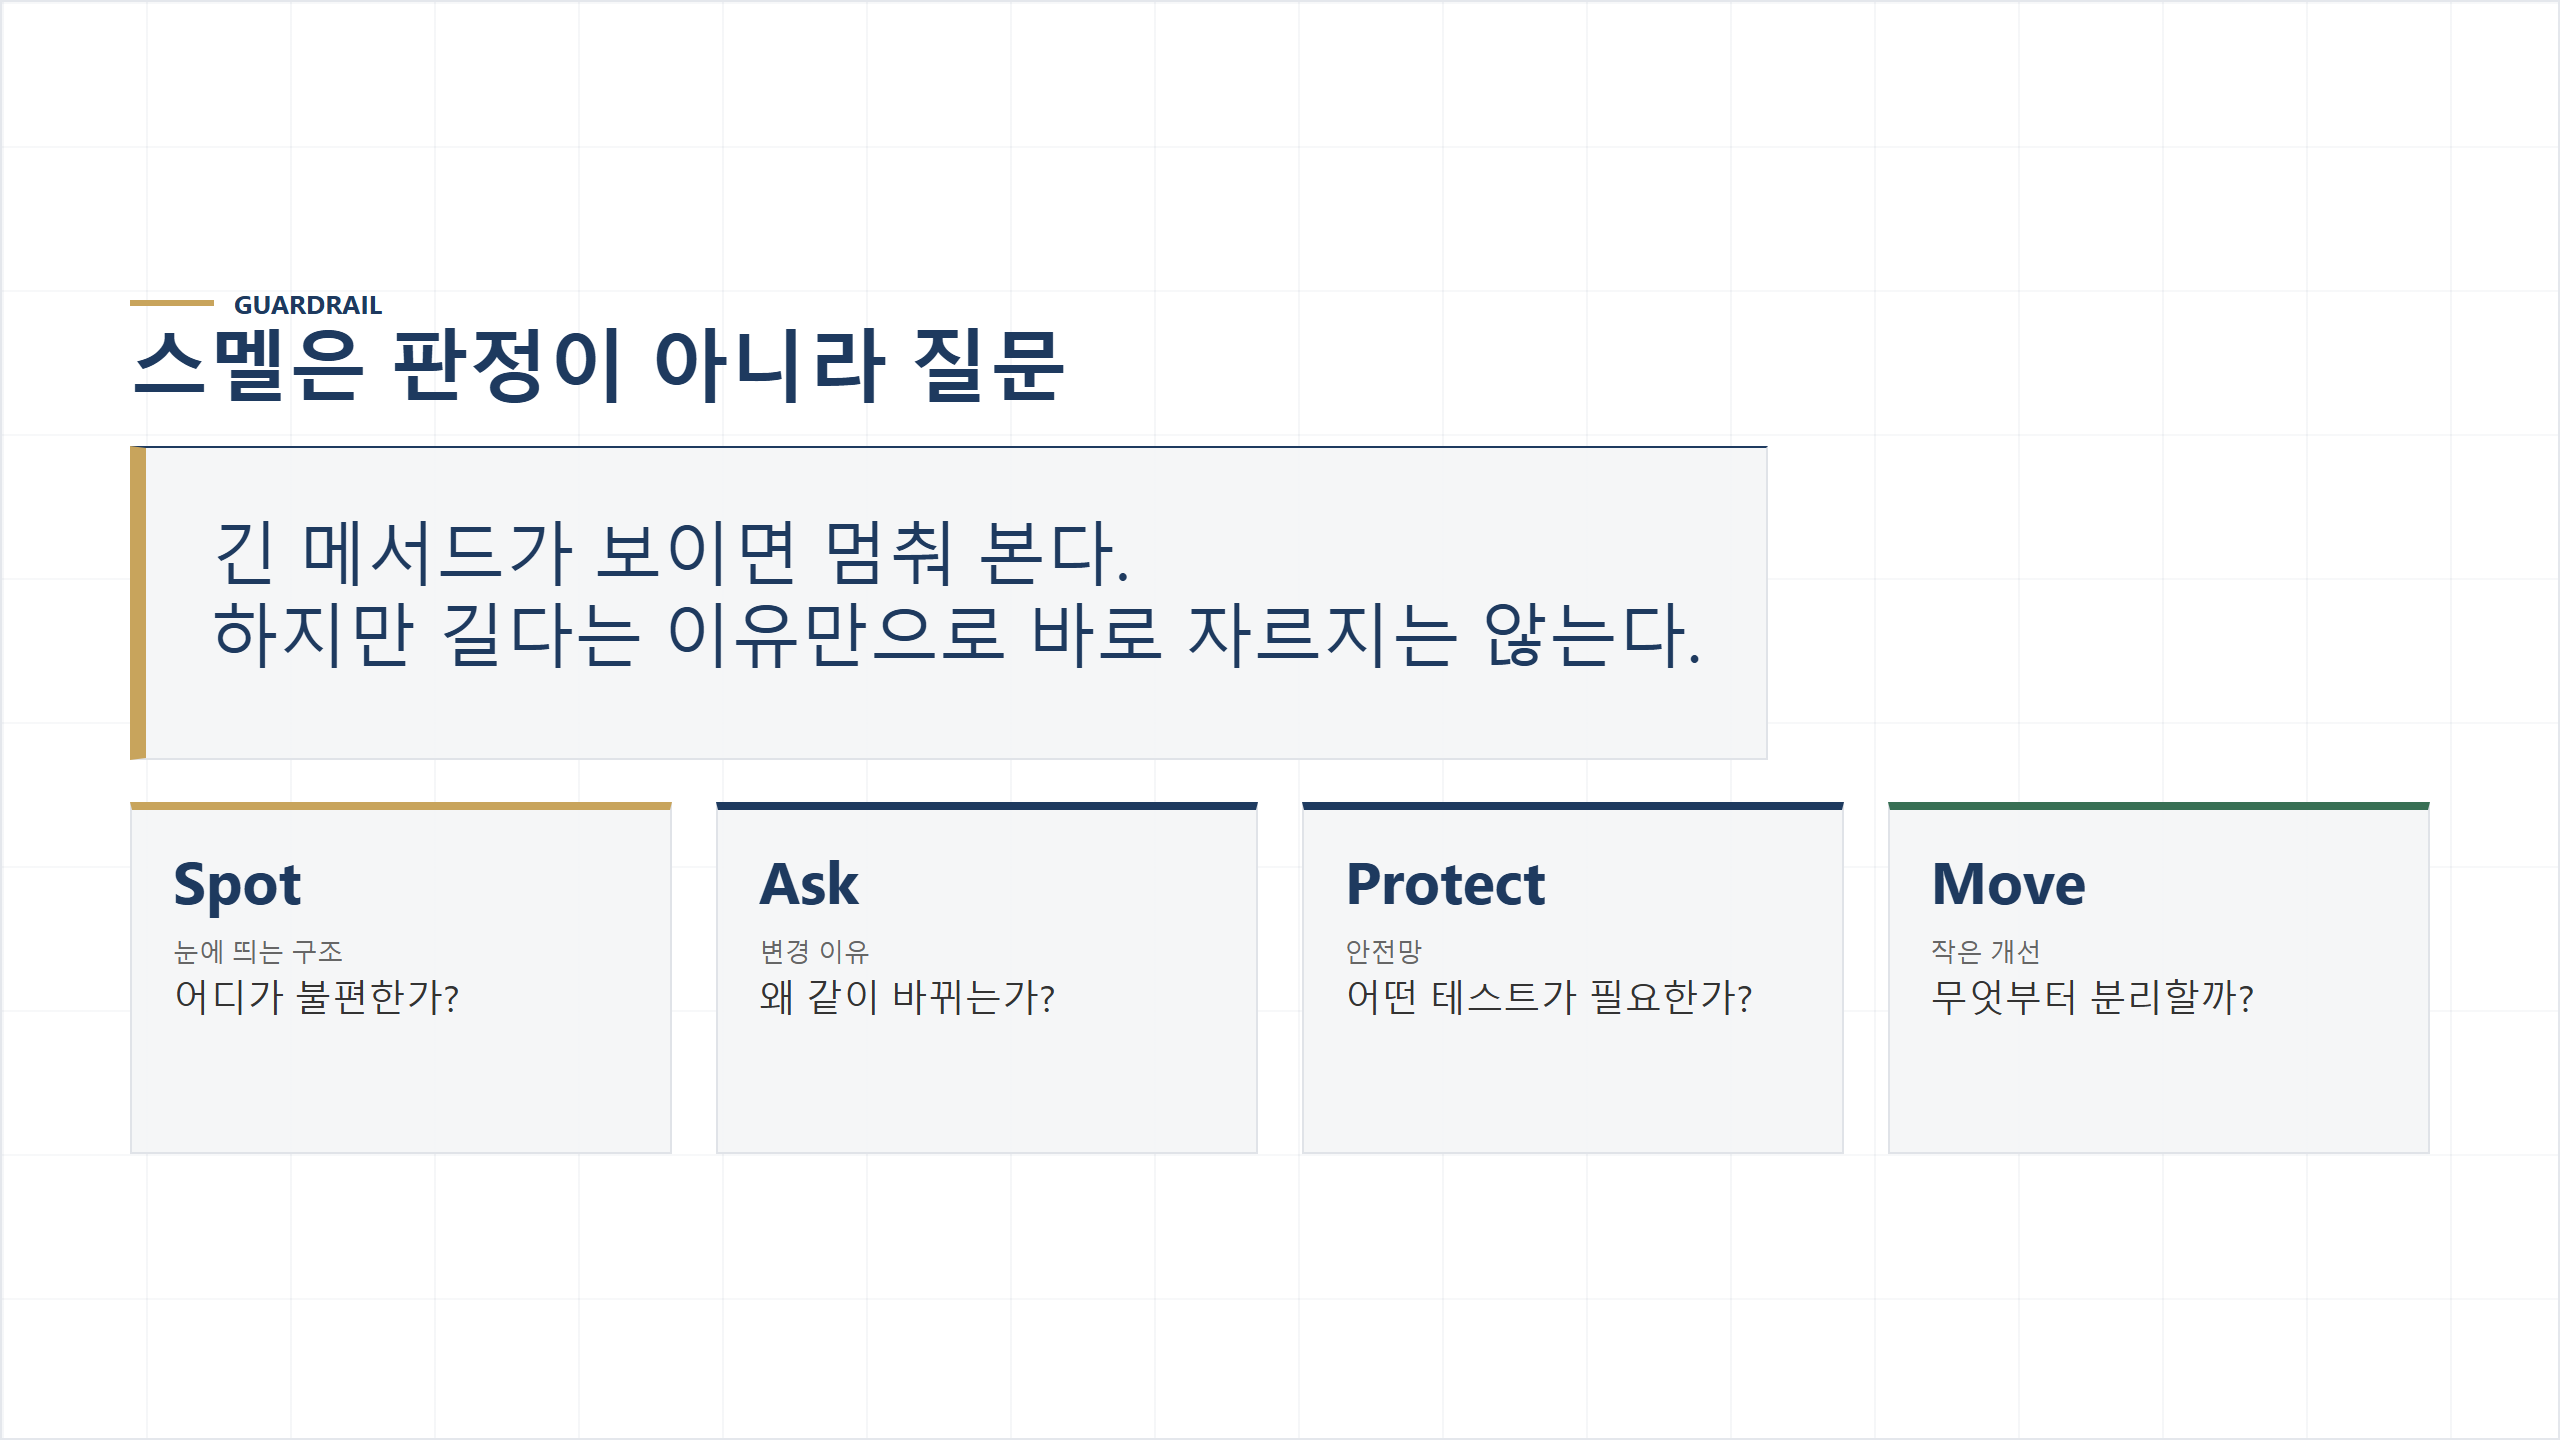 GUARDRAIL
스멜은 판정이 아니라 질문
긴 메서드가 보이면 멈춰 본다.
하지만 길다는 이유만으로 바로 자르지는 않는다.
Spot
눈에 띄는 구조
어디가 불편한가?
Ask
변경 이유
왜 같이 바뀌는가?
Protect
안전망
어떤 테스트가 필요한가?
Move
작은 개선
무엇부터 분리할까?